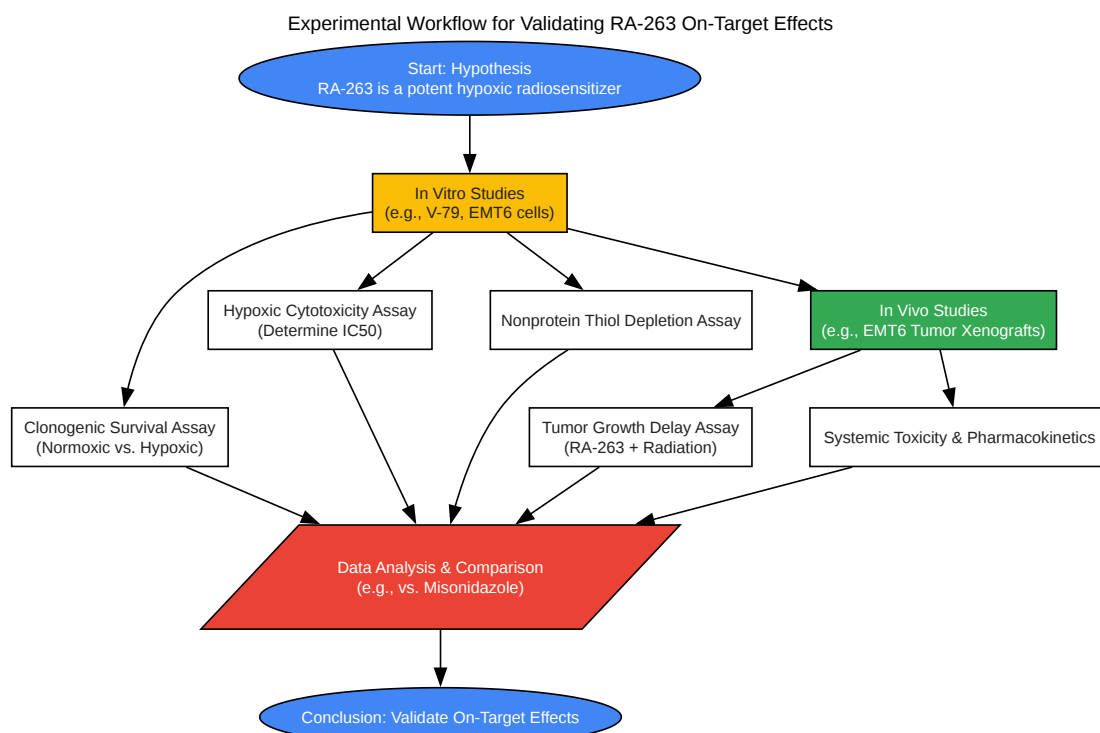 Experimental Workflow for Validating RA-263 On-Target Effects
Start: Hypothesis
RA-263 is a potent hypoxic radiosensitizer
In Vitro Studies
(e.g., V-79, EMT6 cells)
Hypoxic Cytotoxicity Assay
(Determine IC50)
Nonprotein Thiol Depletion Assay
In Vivo Studies
(e.g., EMT6 Tumor Xenografts)
Clonogenic Survival Assay
(Normoxic vs. Hypoxic)
Tumor Growth Delay Assay
(RA-263 + Radiation)
Systemic Toxicity & Pharmacokinetics
Data Analysis & Comparison
(e.g., vs. Misonidazole)
Conclusion: Validate On-Target Effects